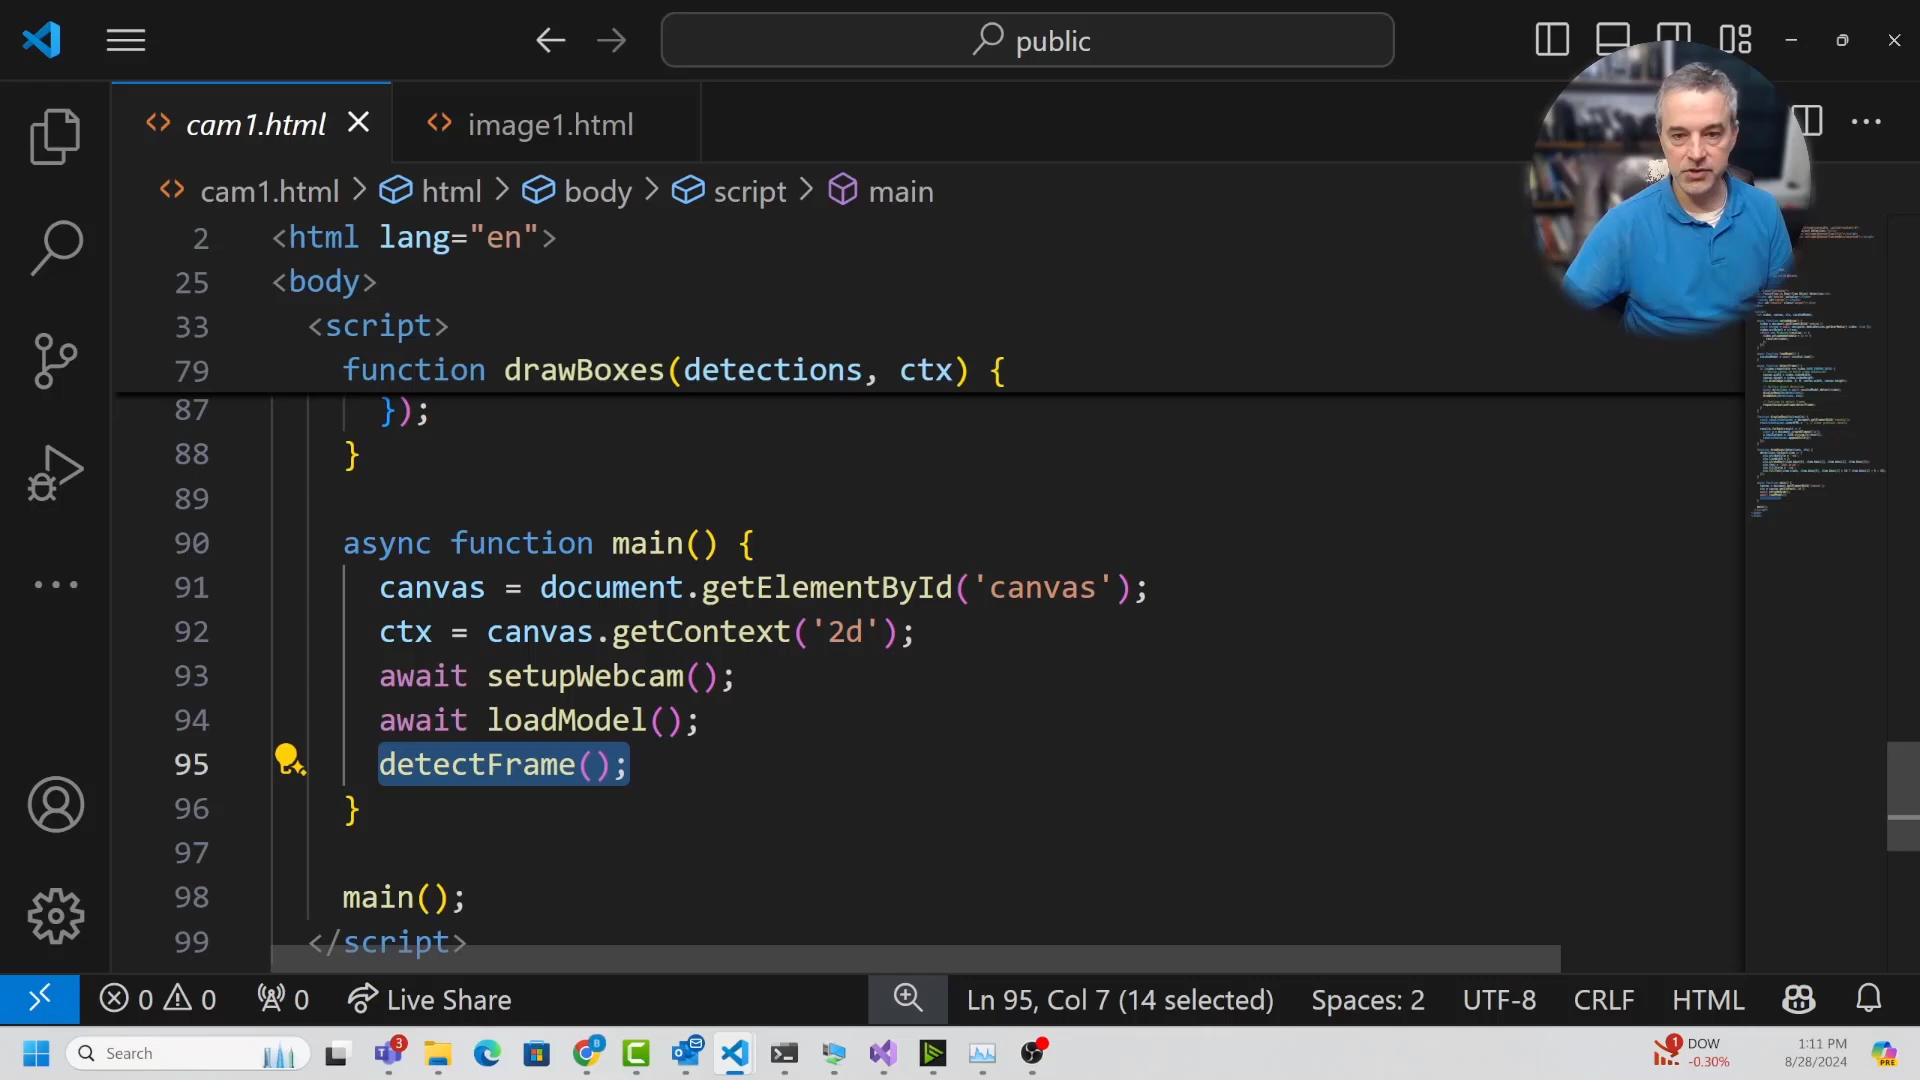 public
cam1.html
image1.html
cam1.html html body script main
2 <html lang="en">
25 <body>
33 <script>
79 function drawBoxes(detections, ctx) {
87 });
88 }
89
90 async function main() {
91 canvas = document.getElementById('canvas');
92 ctx = canvas.getContext('2d');
93 await setupWebcam();
94 await loadModel();
95 detectFrame();
96 }
97
98 main();
99 </script>
0 0 0 Live Share Ln 95, Col 7 (14 selected) Spaces: 2 UTF-8 CRLF HTML
Search 3 1 DOW 1:11 PM
-0.30% 8/28/2024 PRE